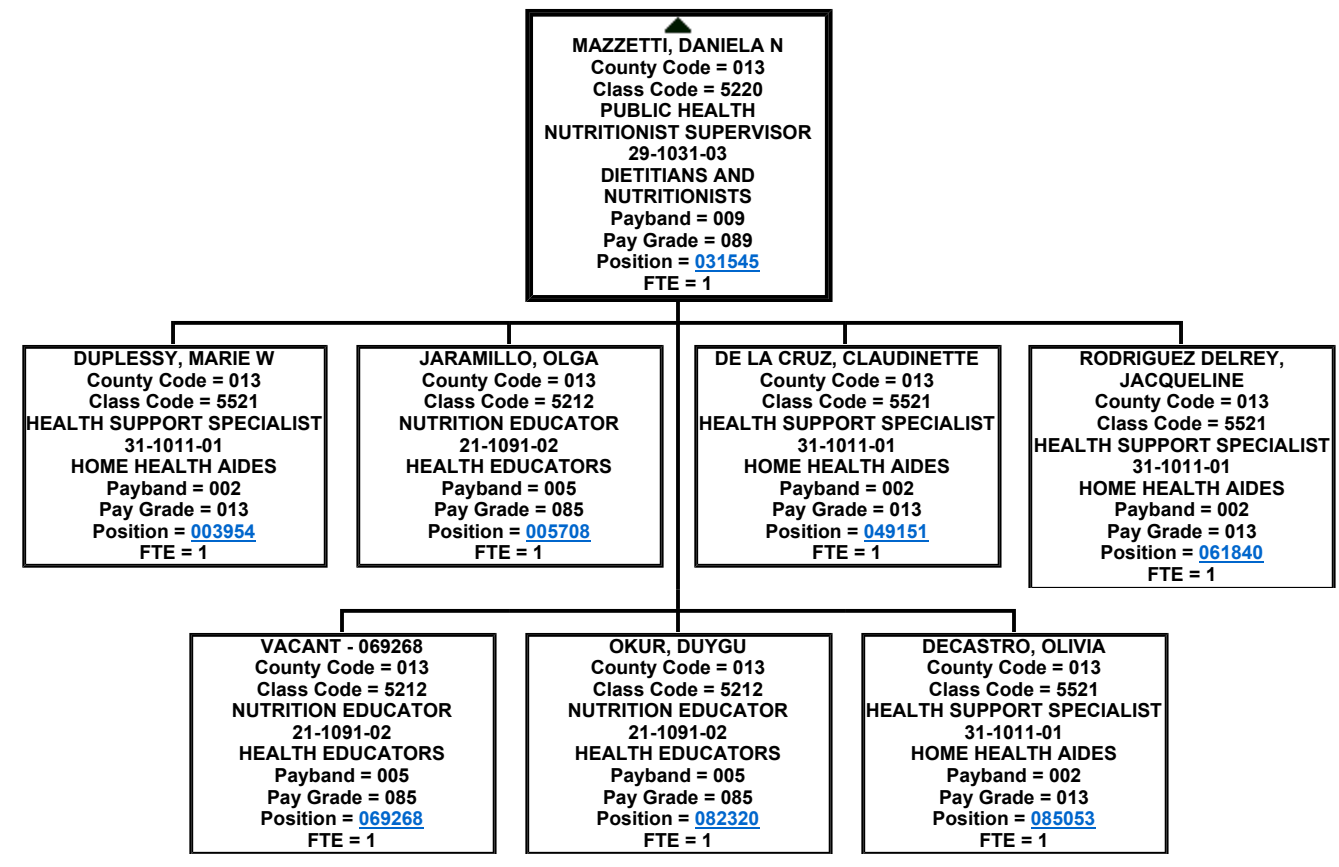 MAZZETTI, DANIELA N
County Code = 013
Class Code = 5220
PUBLIC HEALTH
NUTRITIONIST SUPERVISOR
29-1031-03
DIETITIANS AND
NUTRITIONISTS
Payband = 009
Pay Grade = 089
Position = 031545
FTE = 1
DUPLESSY, MARIE W
County Code = 013
Class Code = 5521
HEALTH SUPPORT SPECIALIST
31-1011-01
HOME HEALTH AIDES
Payband = 002
Pay Grade = 013
Position = 003954
FTE = 1
JARAMILLO, OLGA
County Code = 013
Class Code = 5212
NUTRITION EDUCATOR
21-1091-02
HEALTH EDUCATORS
Payband = 005
Pay Grade = 085
Position = 005708
FTE = 1
DE LA CRUZ, CLAUDINETTE
County Code = 013
Class Code = 5521
HEALTH SUPPORT SPECIALIST
31-1011-01
HOME HEALTH AIDES
Payband = 002
Pay Grade = 013
Position = 049151
FTE = 1
RODRIGUEZ DELREY,
JACQUELINE
County Code = 013
Class Code = 5521
HEALTH SUPPORT SPECIALIST
31-1011-01
HOME HEALTH AIDES
Payband = 002
Pay Grade = 013
Position = 061840
FTE = 1
VACANT - 069268
County Code = 013
Class Code = 5212
NUTRITION EDUCATOR
21-1091-02
HEALTH EDUCATORS
Payband = 005
Pay Grade = 085
Position = 069268
FTE = 1
OKUR, DUYGU
County Code = 013
Class Code = 5212
NUTRITION EDUCATOR
21-1091-02
HEALTH EDUCATORS
Payband = 005
Pay Grade = 085
Position = 082320
FTE = 1
DECASTRO, OLIVIA
County Code = 013
Class Code = 5521
HEALTH SUPPORT SPECIALIST
31-1011-01
HOME HEALTH AIDES
Payband = 002
Pay Grade = 013
Position = 085053
FTE = 1